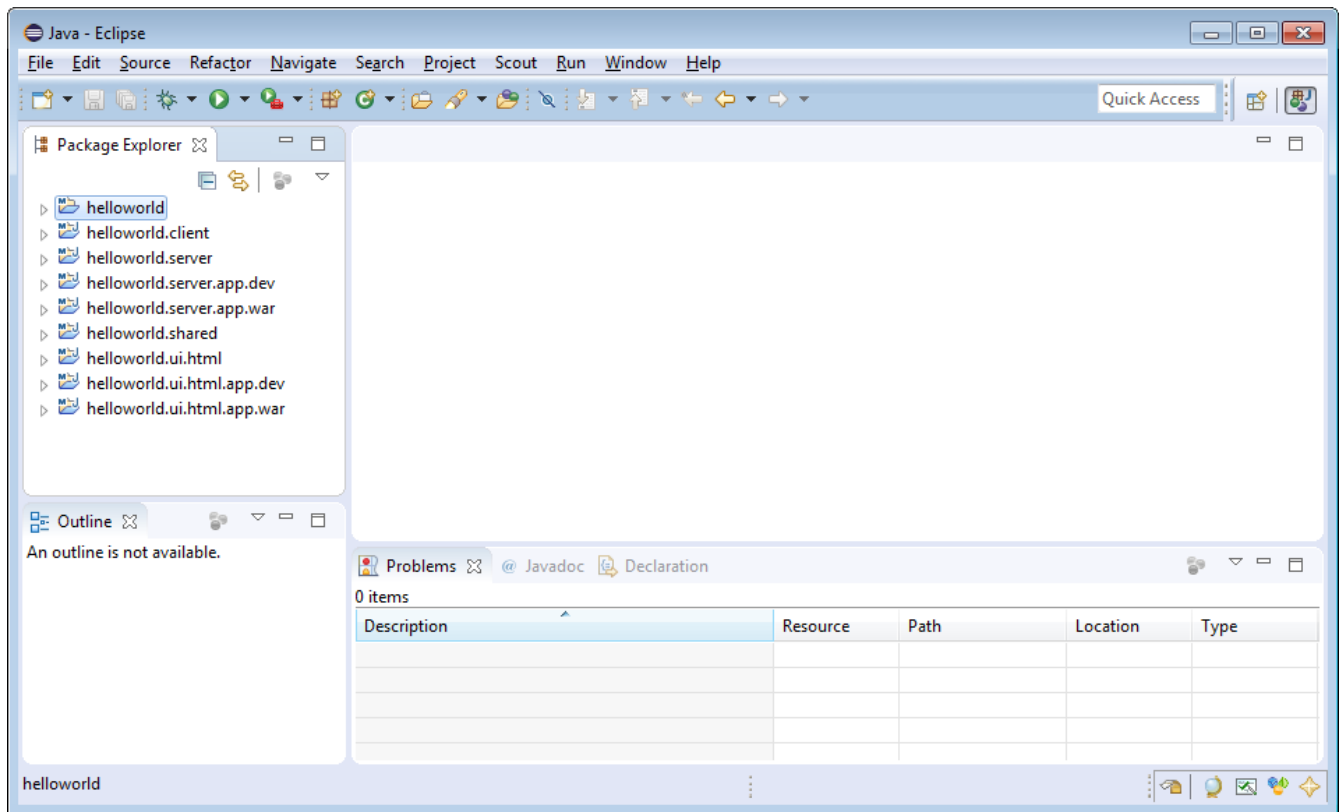 Java - Eclipse
File Edit Source Refactor Navigate Search Project Scout Run Window Help
Quick Access
Package Explorer
helloworld
helloworld.client
helloworld.server
helloworld.server.app.dev
helloworld.server.app.war
helloworld.shared
helloworld.ui.html
helloworld.ui.html.app.dev
helloworld.ui.html.app.war
Outline
An outline is not available.
Problems @ Javadoc Declaration
0 items
Description Resource Path Location Type
helloworld